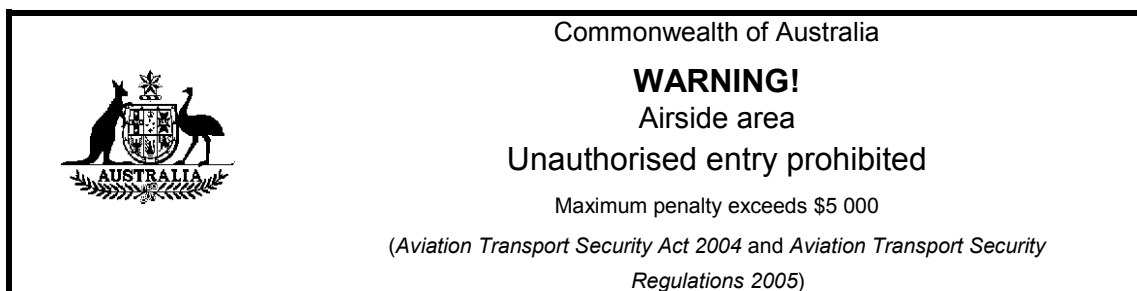 Commonwealth of Australia
WARNING!
Airside area
Unauthorised entry prohibited
AUSTRALIA
Maximum penalty exceeds $5 000
(Aviation Transport Security Act 2004 and Aviation Transport Security
Regulations 2005)